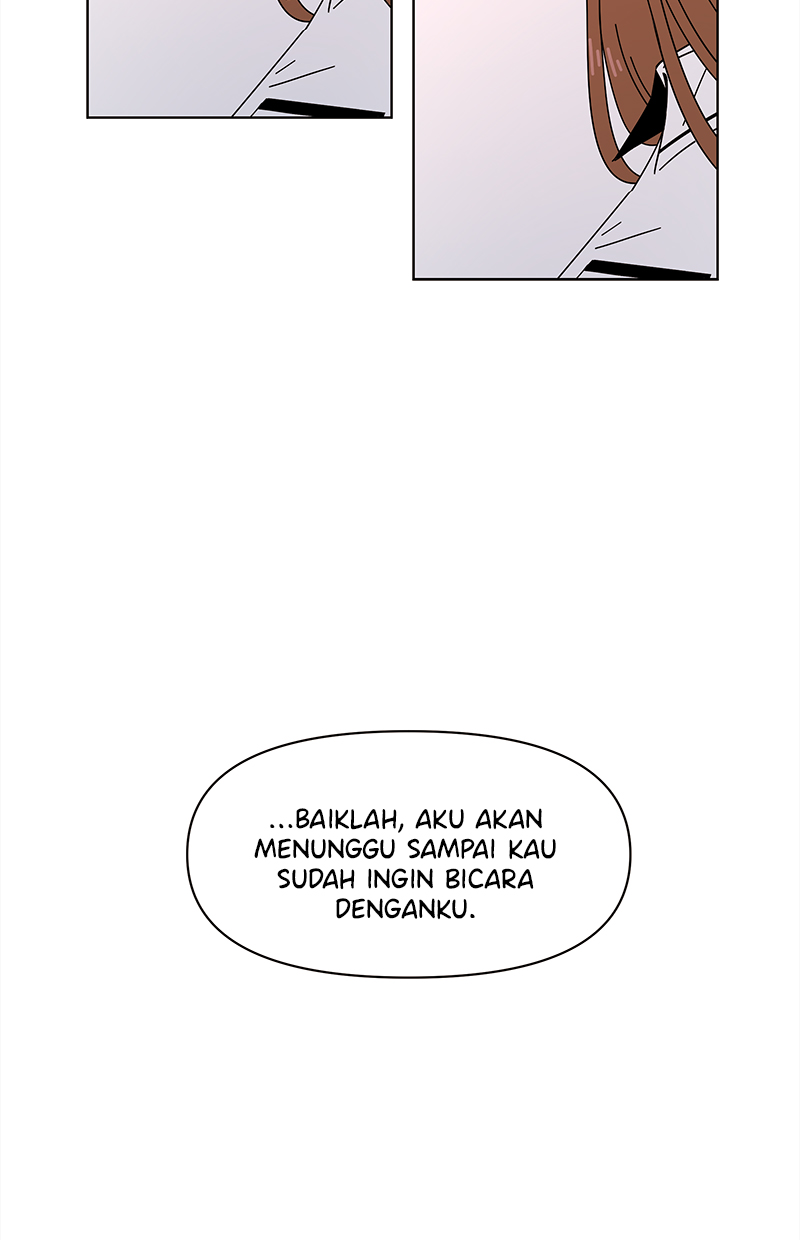 ...BAIKLAH, AKU AKAN
MENUNGGU SAMPAI KAU
SUDAH INGIN BICARA
DENGANKU.